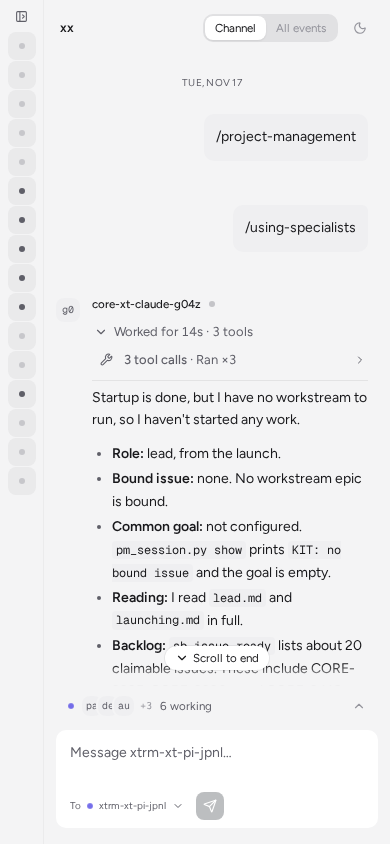 xx
Channel
All events
TUE, NOV 17
/project-management
/using-specialists
g0
core-xt-claude-g04z
Worked for 14s · 3 tools
3 tool calls · Ran ×3
Startup is done, but I have no workstream to
run, so I haven't started any work.
• Role: lead, from the launch.
• Bound issue: none. No workstream epic
is bound.
• Common goal: not configured.
pm_session.py show prints KIT: no
bound issue and the goal is empty.
• Reading: I read lead.md and
launching.md in full.
• Backlog: lists about 20
Scroll to end
claimable issues. These include CORE-
au +3 6 working
Message xtrm-xt-pi-jpnl...
To xtrm-xt-pi-jpnl